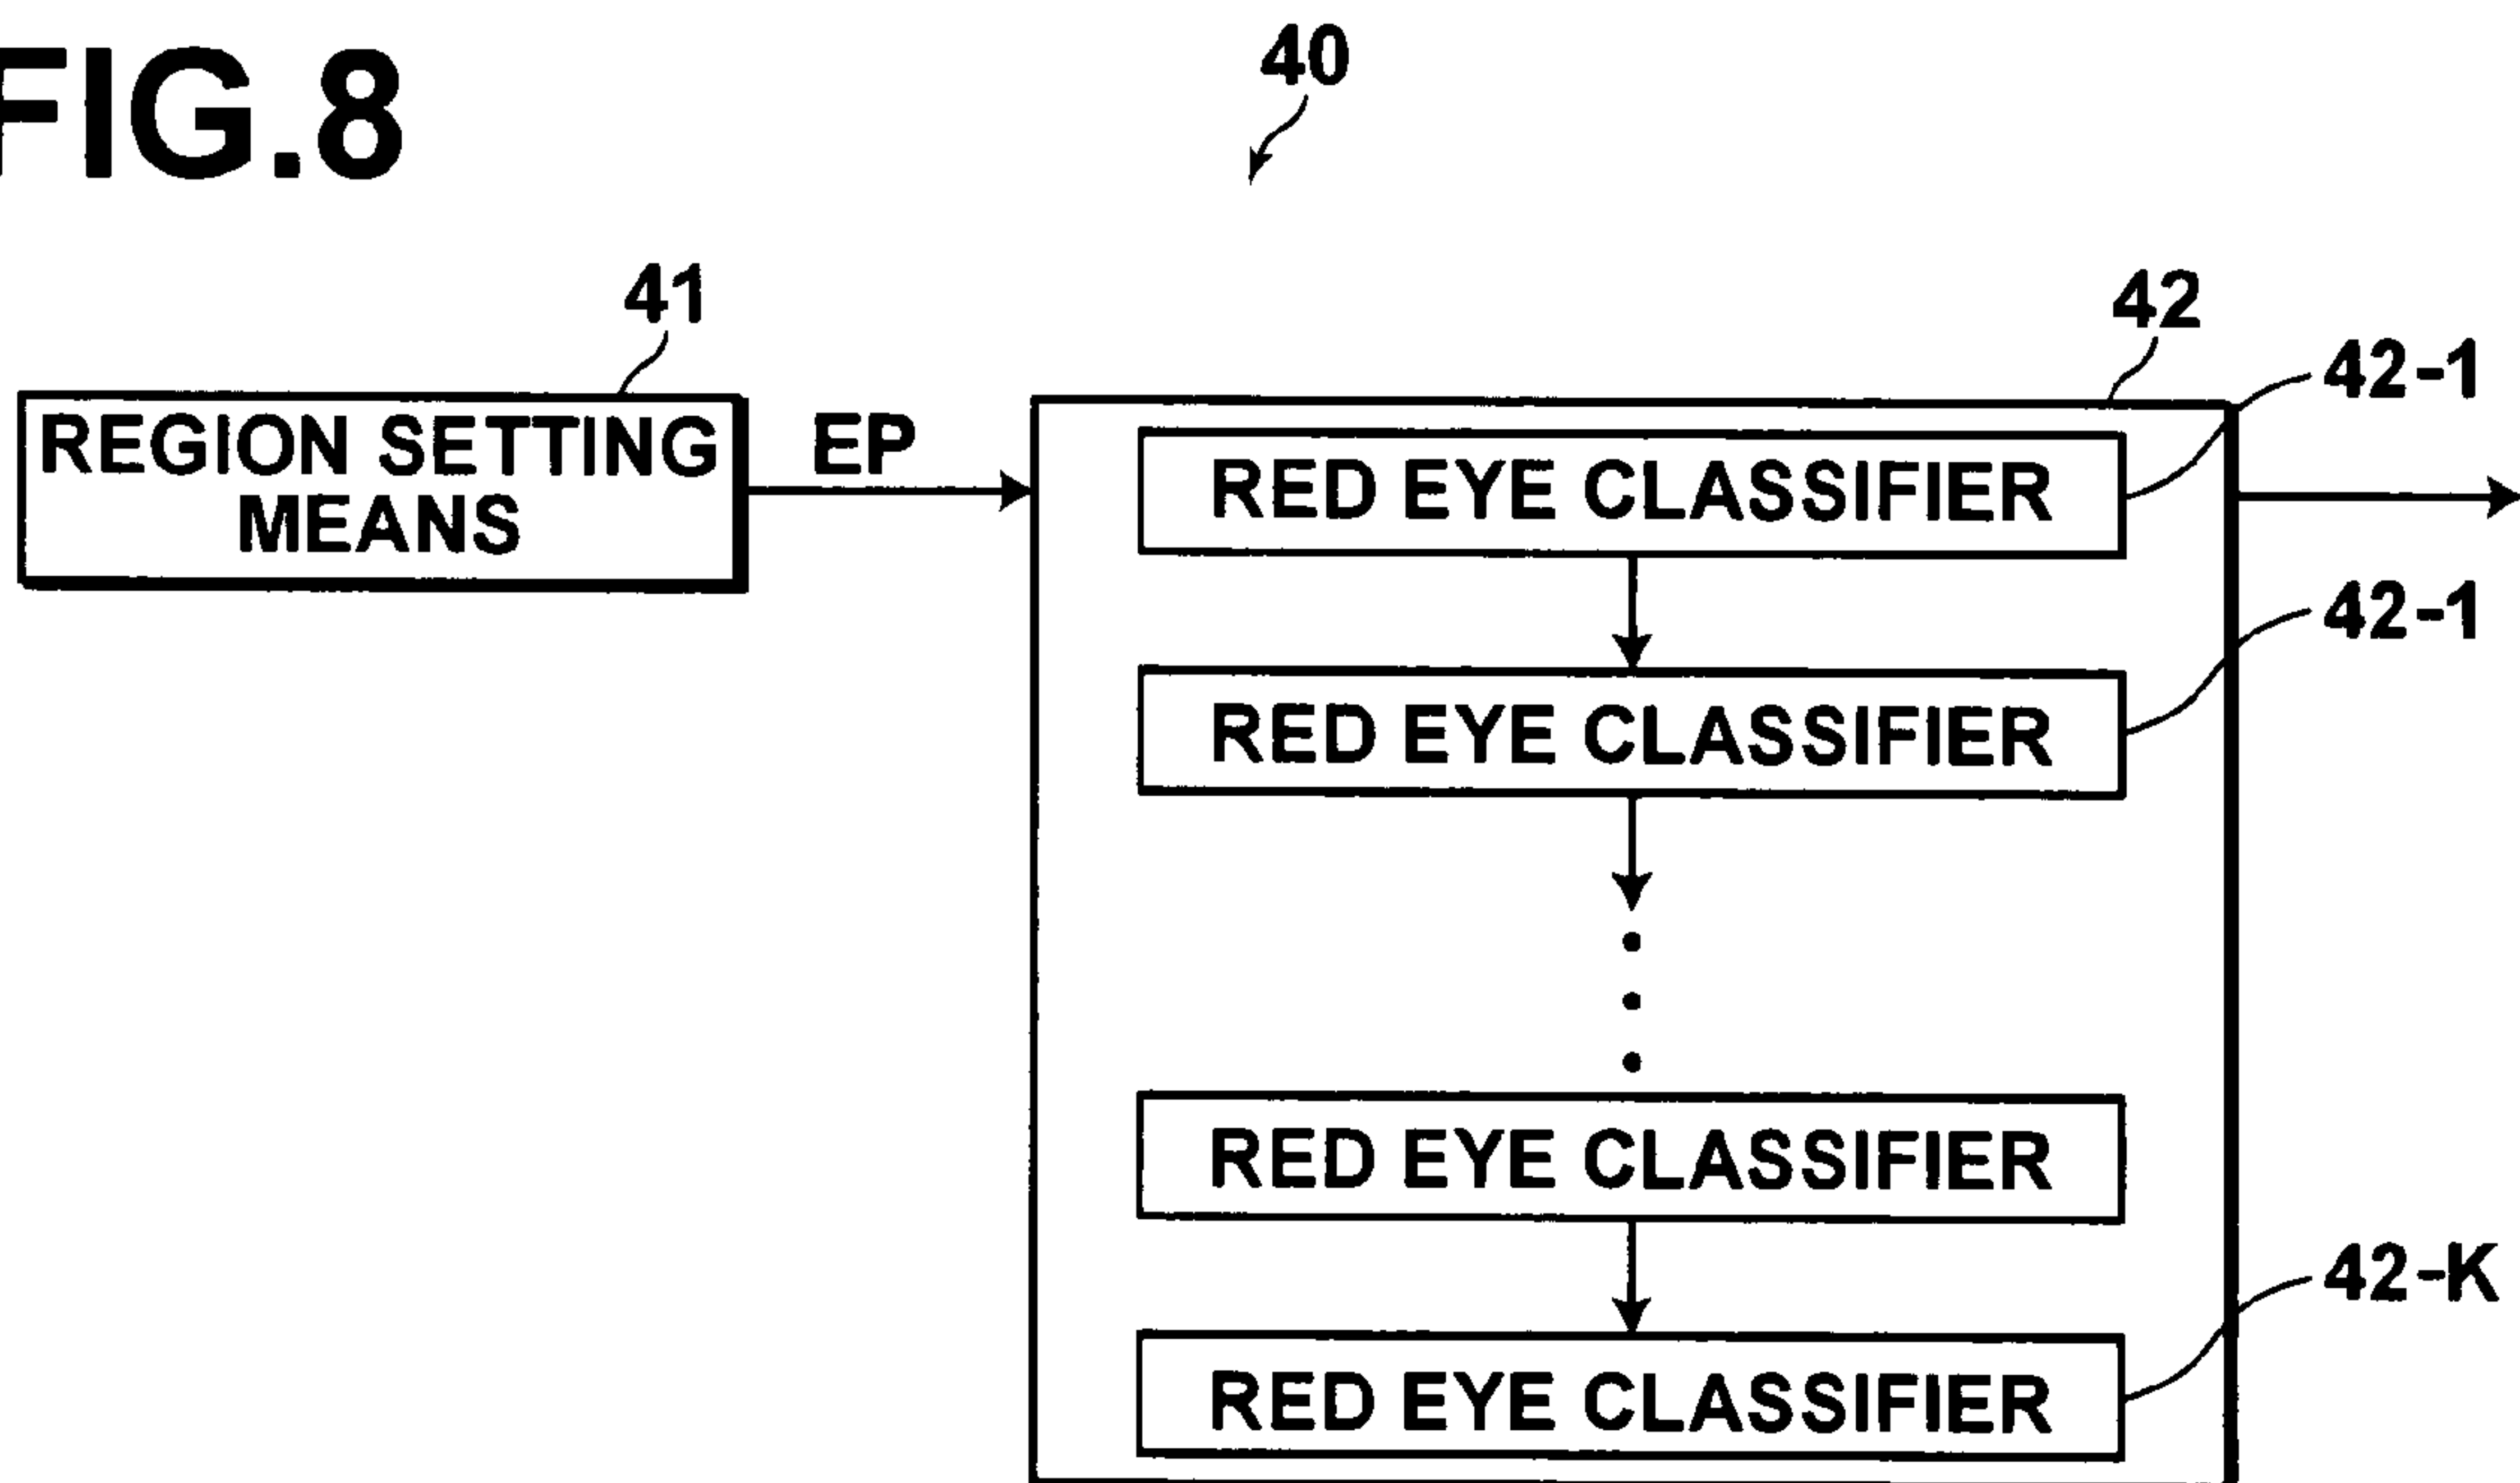 FIG.8
40
41
42
42-1
REGION SETTING
MEANS
EP
RED EYE CLASSIFIER
42-1
RED EYE CLASSIFIER
RED EYE CLASSIFIER
42-K
RED EYE CLASSIFIER